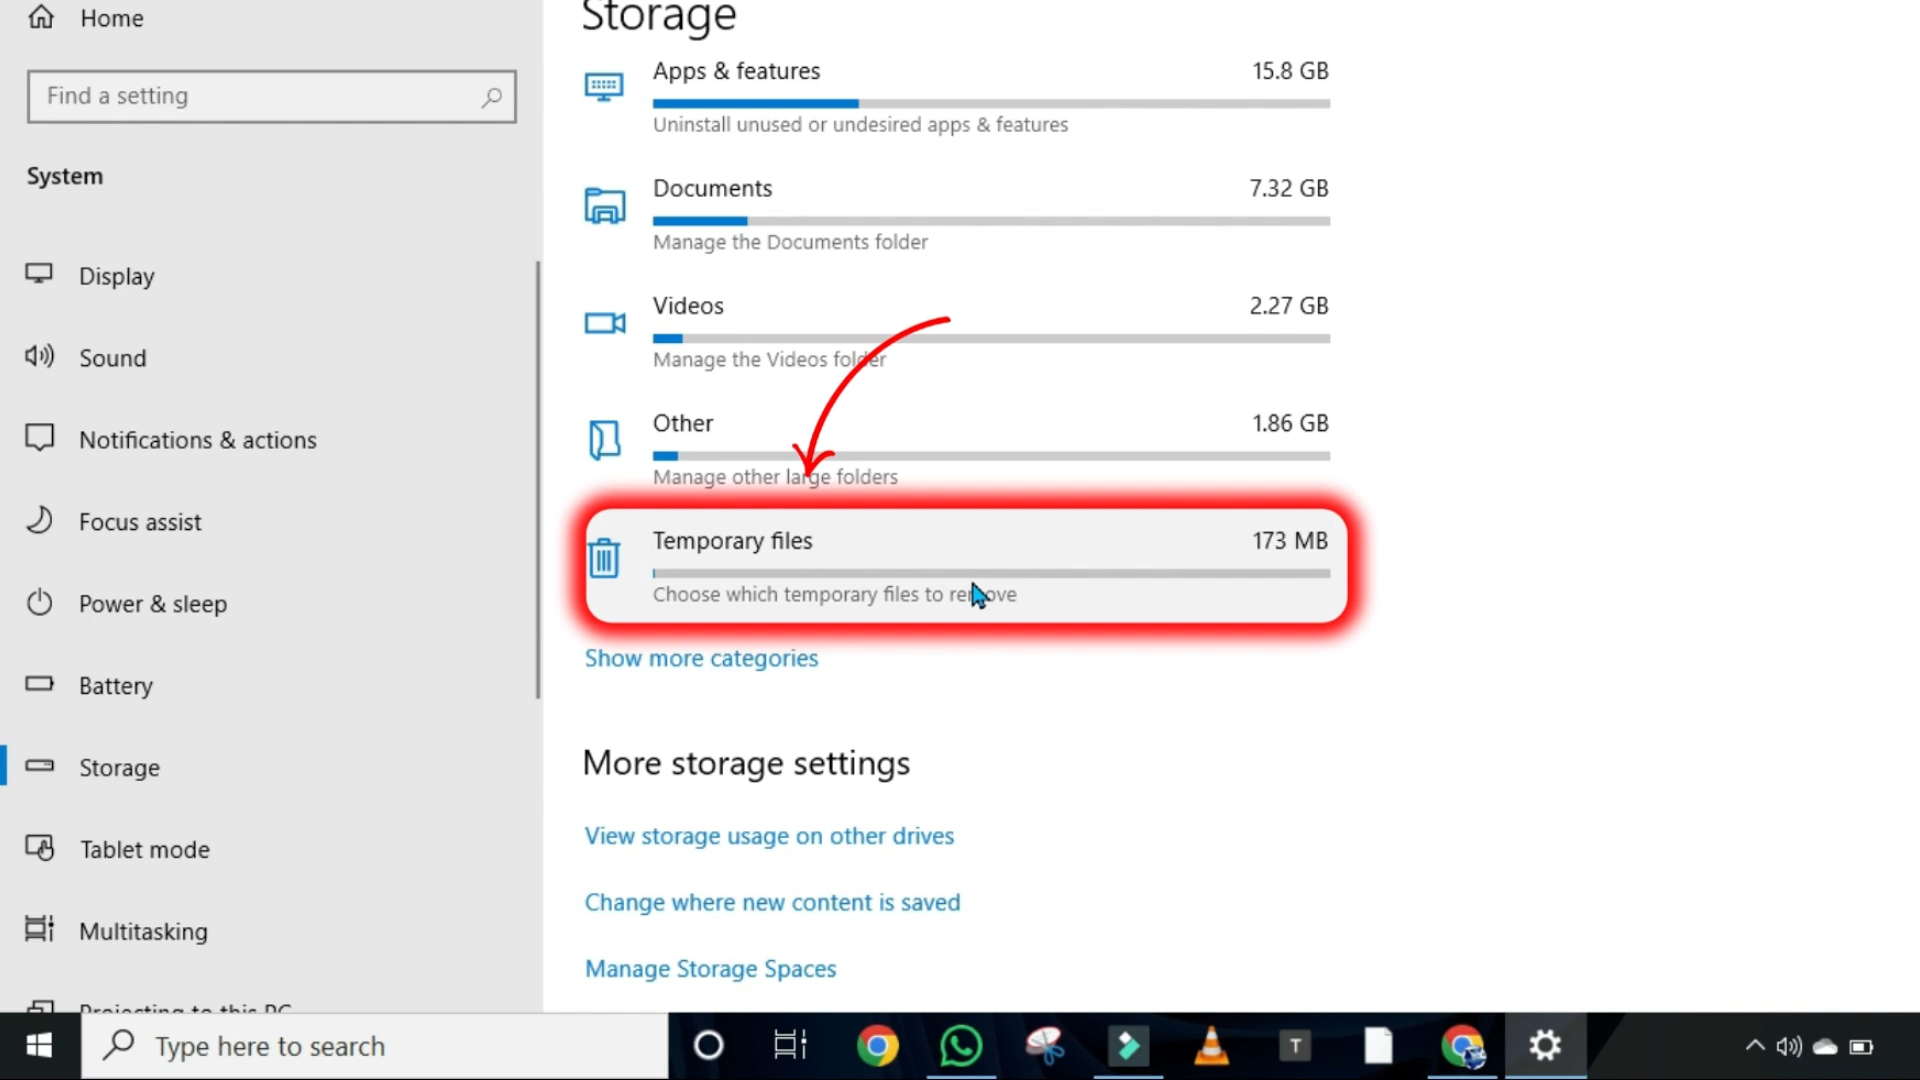 Home
Find a setting
System
Display
Sound
Notifications & actions
Focus assist
Power & sleep
Battery
Storage
Tablet mode
Multitasking
Projecting to this PC
Storage
Apps & features 15.8 GB
Uninstall unused or undesired apps & features
Documents 7.32 GB
Manage the Documents folder
Videos 2.27 GB
Manage the Videos folder
Other 1.86 GB
Manage other large folders
Temporary files 173 MB
Choose which temporary files to remove
Show more categories
More storage settings
View storage usage on other drives
Change where new content is saved
Manage Storage Spaces
Type here to search
T